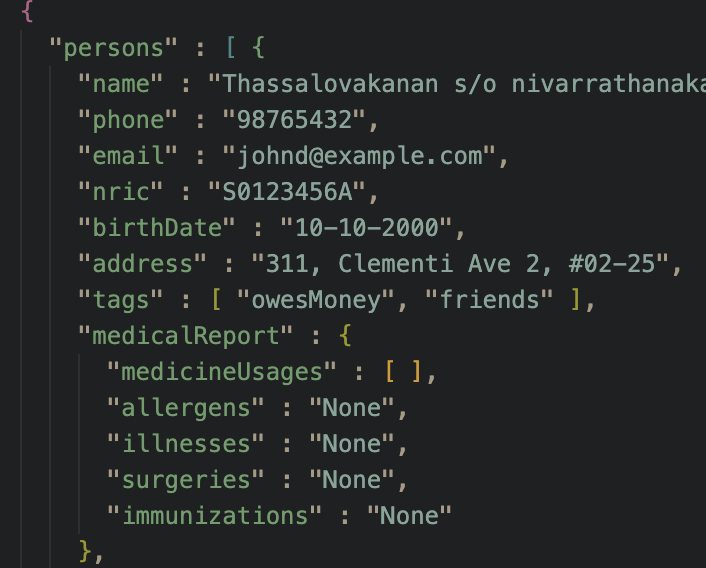 {
"persons" : [ {
"name" : "Thassalovakanan s/o nivarrathanaka
"phone" : "98765432",
"email" : "johnd@example.com",
"nric" : "S0123456A",
"birthDate" : "10-10-2000",
"address" : "311, Clementi Ave 2, #02-25",
"tags" : [ "owesMoney", "friends" ],
"medicalReport" : {
"medicineUsages" : [ ],
"allergens" : "None",
"illnesses" : "None",
"surgeries" : "None",
"immunizations" : "None"
},